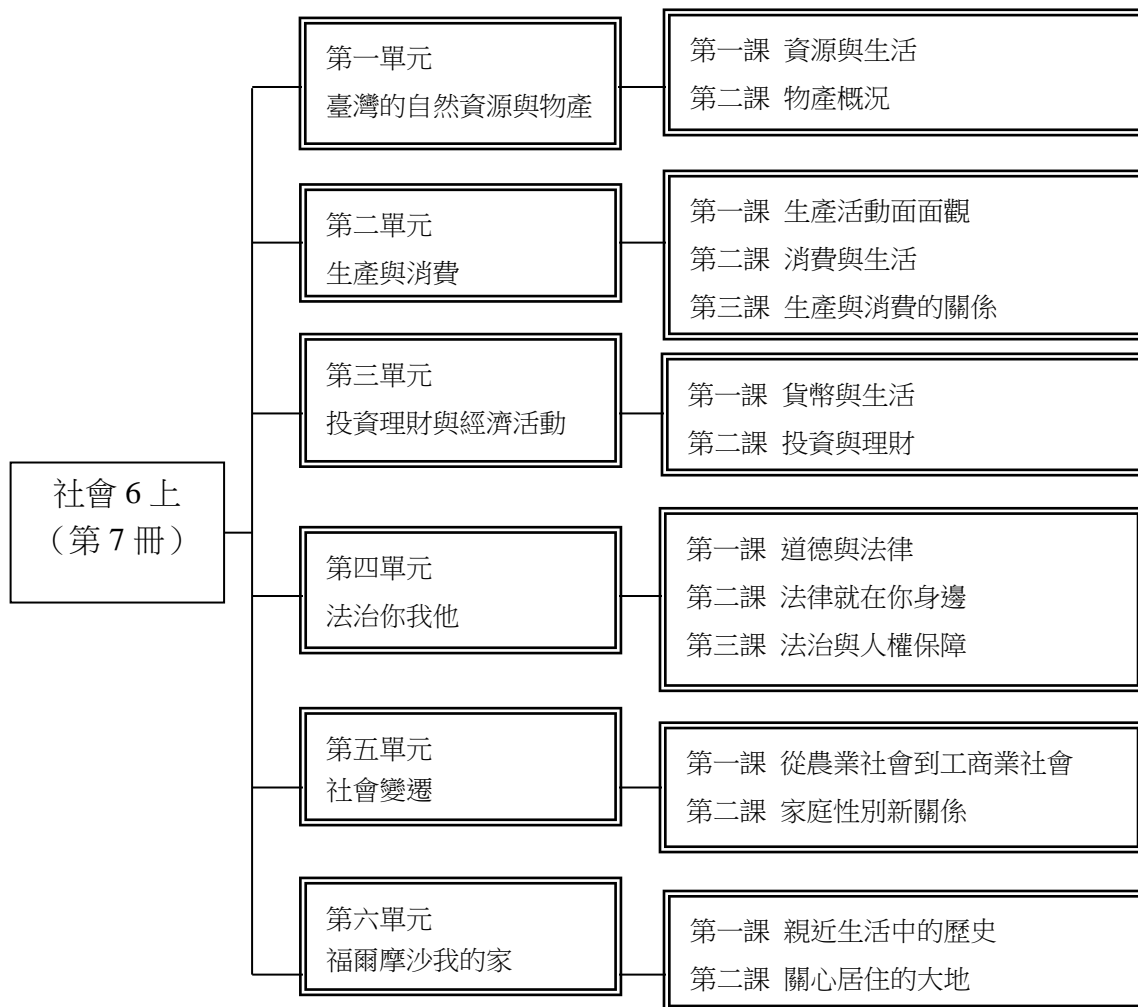 社會 6 上
（第 7 冊）
第一單元
臺灣的自然資源與物產
第一課 資源與生活
第二課 物產概況
第二單元
生產與消費
第一課 生產活動面面觀
第二課 消費與生活
第三課 生產與消費的關係
第三單元
投資理財與經濟活動
第一課 貨幣與生活
第二課 投資與理財
第四單元
法治你我他
第一課 道德與法律
第二課 法律就在你身邊
第三課 法治與人權保障
第五單元
社會變遷
第一課 從農業社會到工商業社會
第二課 家庭性別新關係
第六單元
福爾摩沙我的家
第一課 親近生活中的歷史
第二課 關心居住的大地